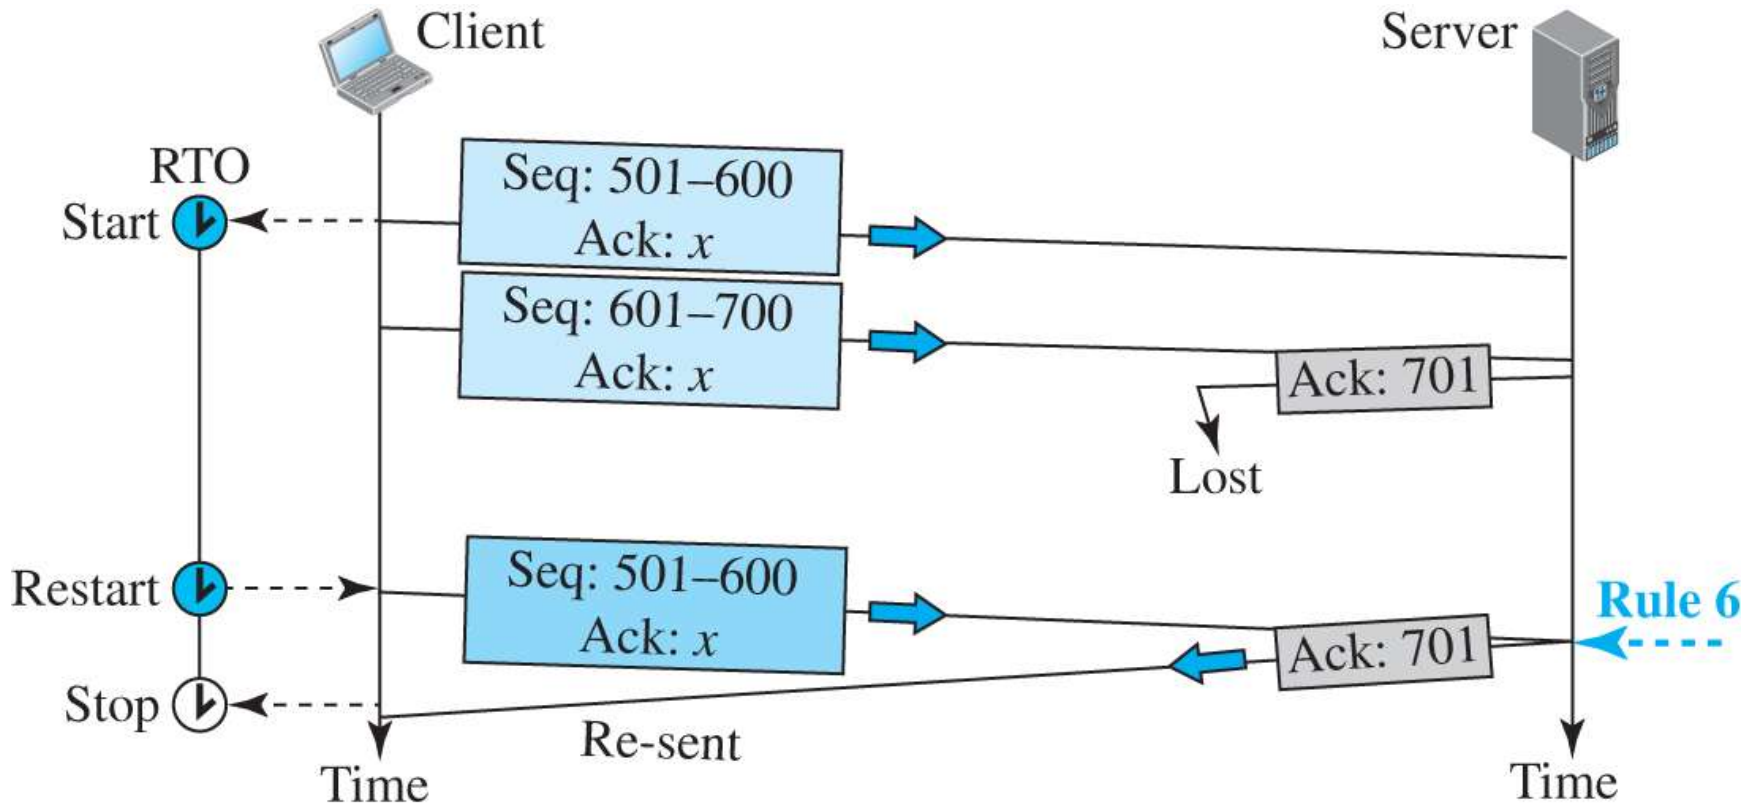 Client
Server
RTO
Start
Seq: 501–600
Ack: x
Seq: 601–700
Ack: x
Ack: 701
Lost
Restart
Seq: 501–600
Ack: x
Rule 6
Ack: 701
Stop
Re-sent
Time
Time